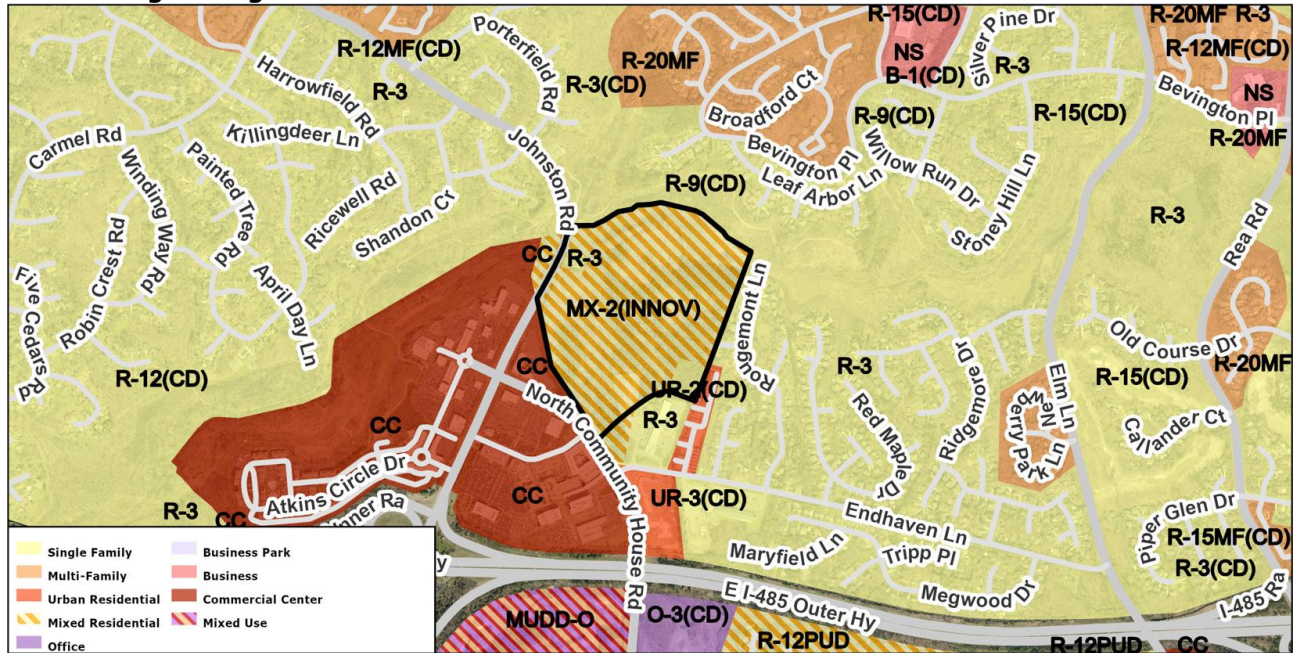 R-15(CD)
R-20MF R-3
R-12MF(CD)
Porterfield Rd
R-20MF
NS
Silver Pine Dr
R-12MF(CD)
Harrowfield Rd
R-3
R-3(CD)
B-1(CD)
R-3
Bevington Pl
NS
Carmel Rd
Killingdeer Ln
Johnston Rd
Broadford Ct
R-9(CD)
R-15(CD)
R-20MF
Winding Way Rd
Painted Tree Rd
Ricewell Rd
Shandon Cr
Bevington Pl
Leaf Arbor Ln
Willow Run Dr
Stoney Hill Ln
R-9(CD)
R-3
Rea Rd
Five Cedars Rd
Robin Crest Rd
April Day Ln
CC
R-3
MX-2(INNOV)
Rougemont Ln
R-12(CD)
CC
UR-2(CD)
R-3
R-3
Ridgemore Dr
Red Maple Dr
Elm Ln
Newberry Park Ln
Old Course Dr
R-15(CD)
R-20MF
Callander Ct
CC
North Community House Rd
Atkins Circle Dr
CC
UR-3(CD)
R-3
CC
Endhaven Ln
Maryfield Ln
Tripp Pl
Megwood Dr
Piper Glen Dr
R-15MF(CD)
R-3(CD)
I-485 Ra
E I-485 Outer Hy
MUDD-O
O-3(CD)
R-12PUD
R-12PUD
CC
Single Family
Business Park
Multi-Family
Business
Urban Residential
Commercial Center
Mixed Residential
Mixed Use
Office